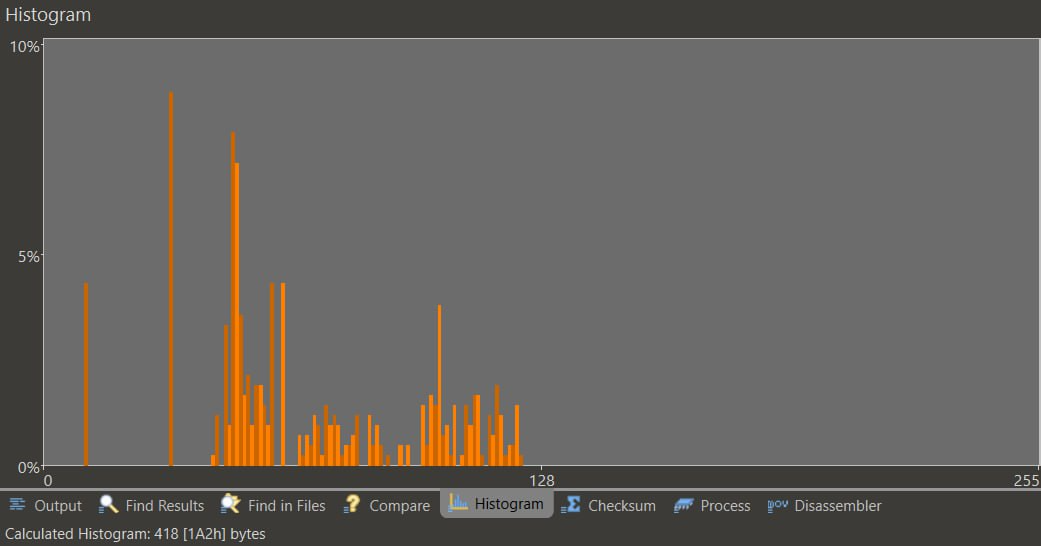 Histogram
10%
5%
0%
0 128 255
Output Find Results Find in Files Compare Histogram Checksum Process Disassembler
Calculated Histogram: 418 [1A2h] bytes